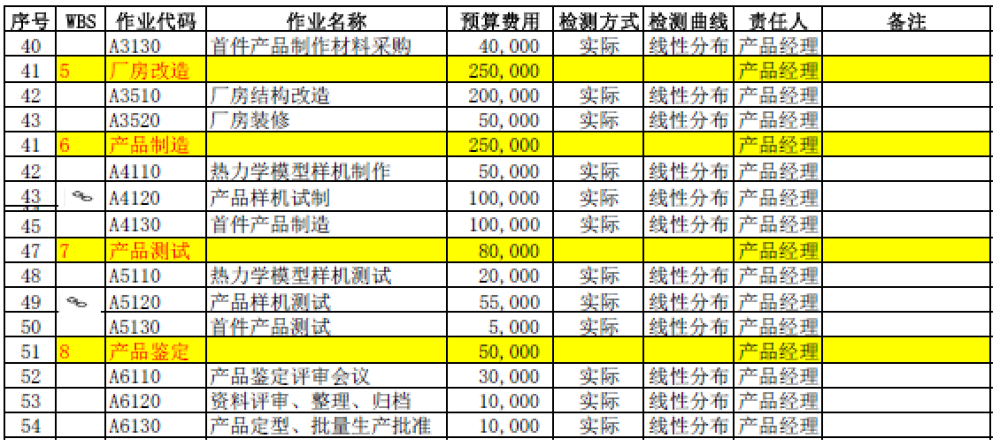 序号 WBS 作业代码 作业名称 预算费用 检测方式 检测曲线 责任人 备注
40 A3130 首件产品制作材料采购 40,000 实际 线性分布 产品经理
41 5 厂房改造 250,000 产品经理
42 A3510 厂房结构改造 200,000 实际 线性分布 产品经理
43 A3520 厂房装修 50,000 实际 线性分布 产品经理
41 6 产品制造 250,000 产品经理
42 A4110 热力学模型样机制作 50,000 实际 线性分布 产品经理
43 A4120 产品样机试制 100,000 实际 线性分布 产品经理
45 A4130 首件产品制造 100,000 实际 线性分布 产品经理
47 7 产品测试 80,000 产品经理
48 A5110 热力学模型样机测试 20,000 实际 线性分布 产品经理
49 A5120 产品样机测试 55,000 实际 线性分布 产品经理
50 A5130 首件产品测试 5,000 实际 线性分布 产品经理
51 8 产品鉴定 50,000 产品经理
52 A6110 产品鉴定评审会议 30,000 实际 线性分布 产品经理
53 A6120 资料评审、整理、归档 10,000 实际 线性分布 产品经理
54 A6130 产品定型、批量生产批准 10,000 实际 线性分布 产品经理